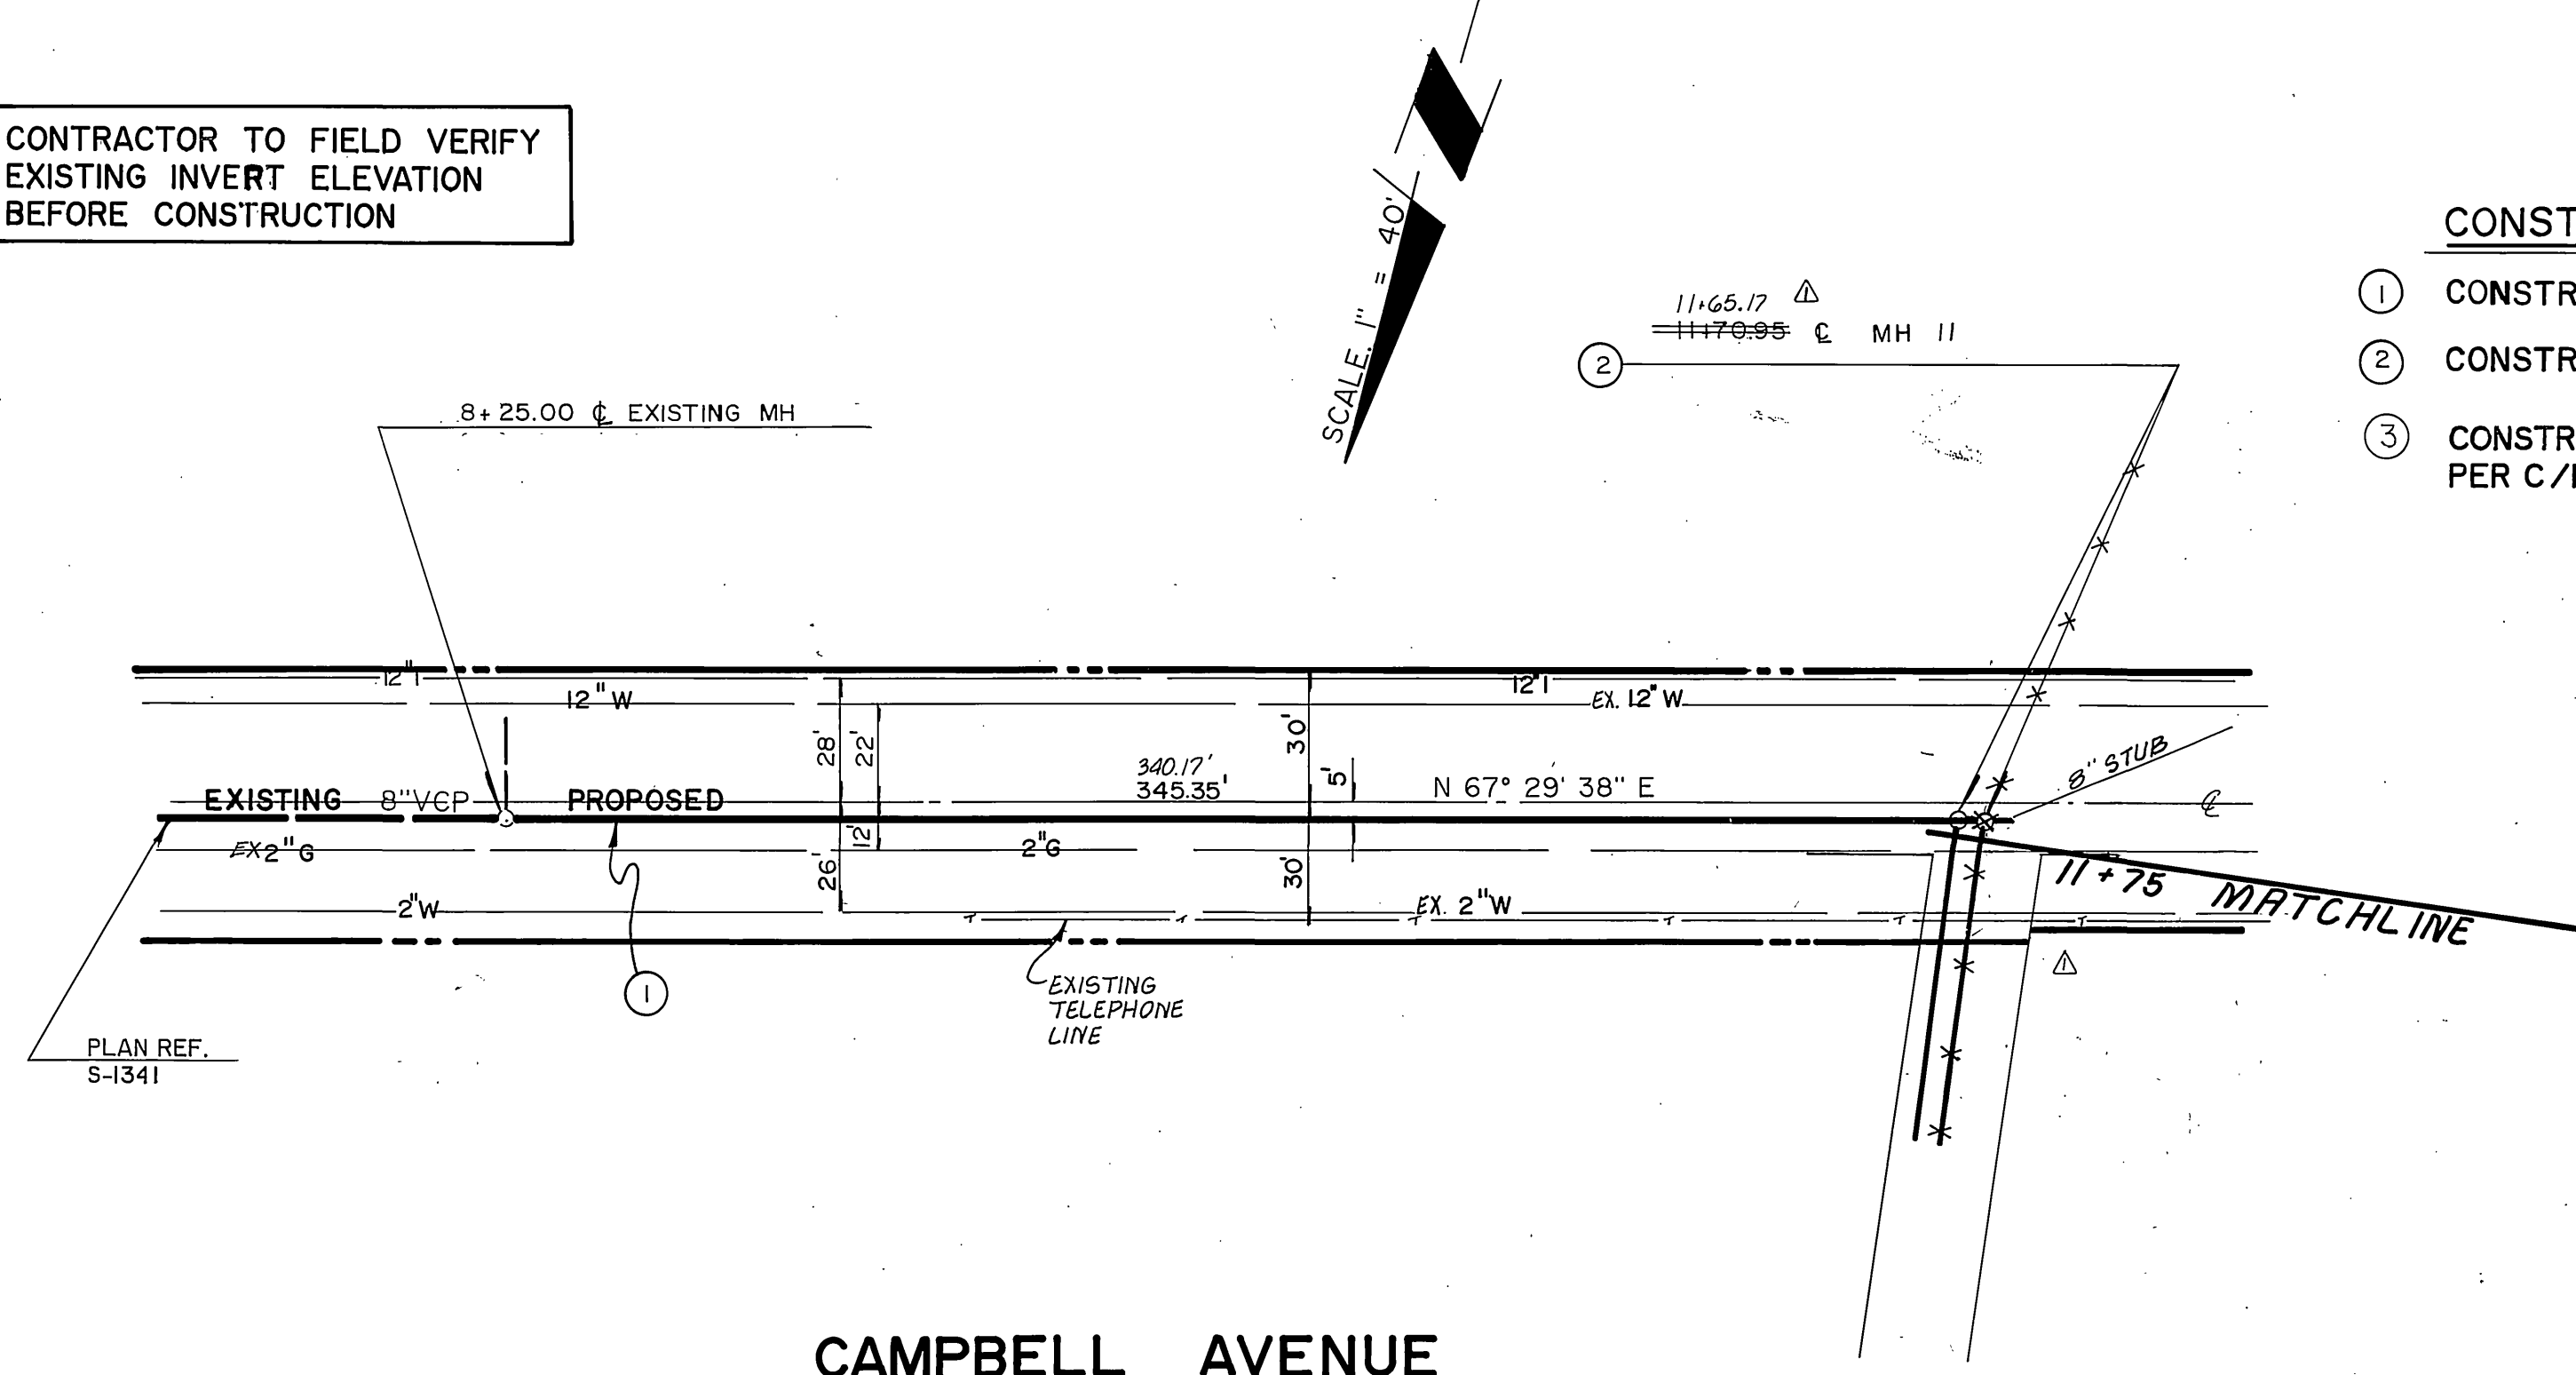 CONTRACTOR TO FIELD VERIFY
EXISTING INVERT ELEVATION
BEFORE CONSTRUCTION
SCALE. 1" = 40'
CONST
1 CONSTR
2 CONSTR
3 CONSTR
PER C/
11+65.17 1
11+70.95 ℄ MH 11
2
8+25.00 ℄ EXISTING MH
12"I
12"I
12"W
EX. 12"W
28'
22'
30'
340.17'
345.35'
5'
N 67° 29' 38" E
8" STUB
EXISTING 8"VCP PROPOSED
℄
EX2"G
12'
2"G
26'
30'
11+75 MATCHLINE
2"W
EX. 2"W
T T T T T T
1
1
EXISTING
TELEPHONE
LINE
PLAN REF.
S-1341
CAMPBELL AVENUE